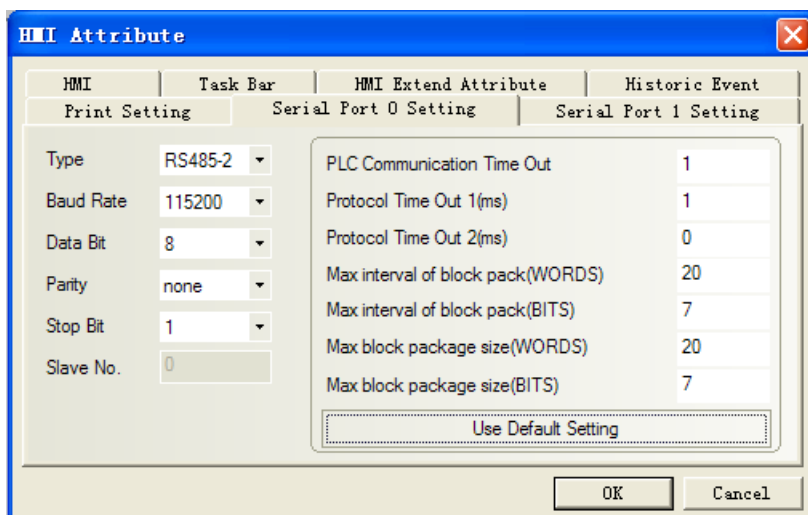 HMI Attribute
HMI
Task Bar
HMI Extend Attribute
Historic Event
Print Setting
Serial Port 0 Setting
Serial Port 1 Setting
Type RS485-2
Baud Rate 115200
Data Bit 8
Parity none
Stop Bit 1
Slave No. 0
PLC Communication Time Out 1
Protocol Time Out 1(ms) 1
Protocol Time Out 2(ms) 0
Max interval of block pack(WORDS) 20
Max interval of block pack(BITS) 7
Max block package size(WORDS) 20
Max block package size(BITS) 7
Use Default Setting
OK
Cancel